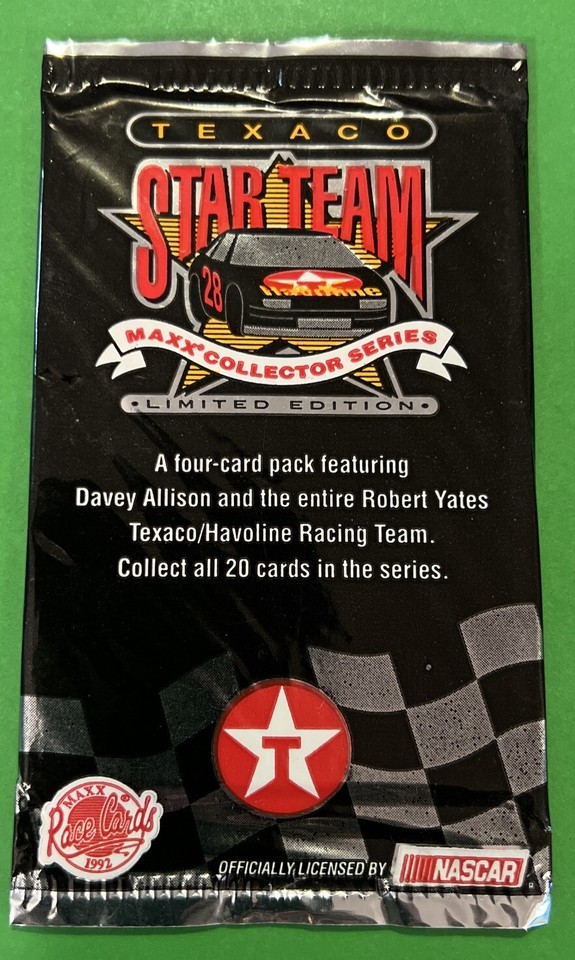 TEXACO
STAR TEAM
28
Havoline
MAXX® COLLECTOR SERIES
•LIMITED EDITION•
A four-card pack featuring
Davey Allison and the entire Robert Yates
Texaco/Havoline Racing Team.
Collect all 20 cards in the series.
T
MAXX
Race Cards
1992
OFFICIALLY LICENSED BY
NASCAR